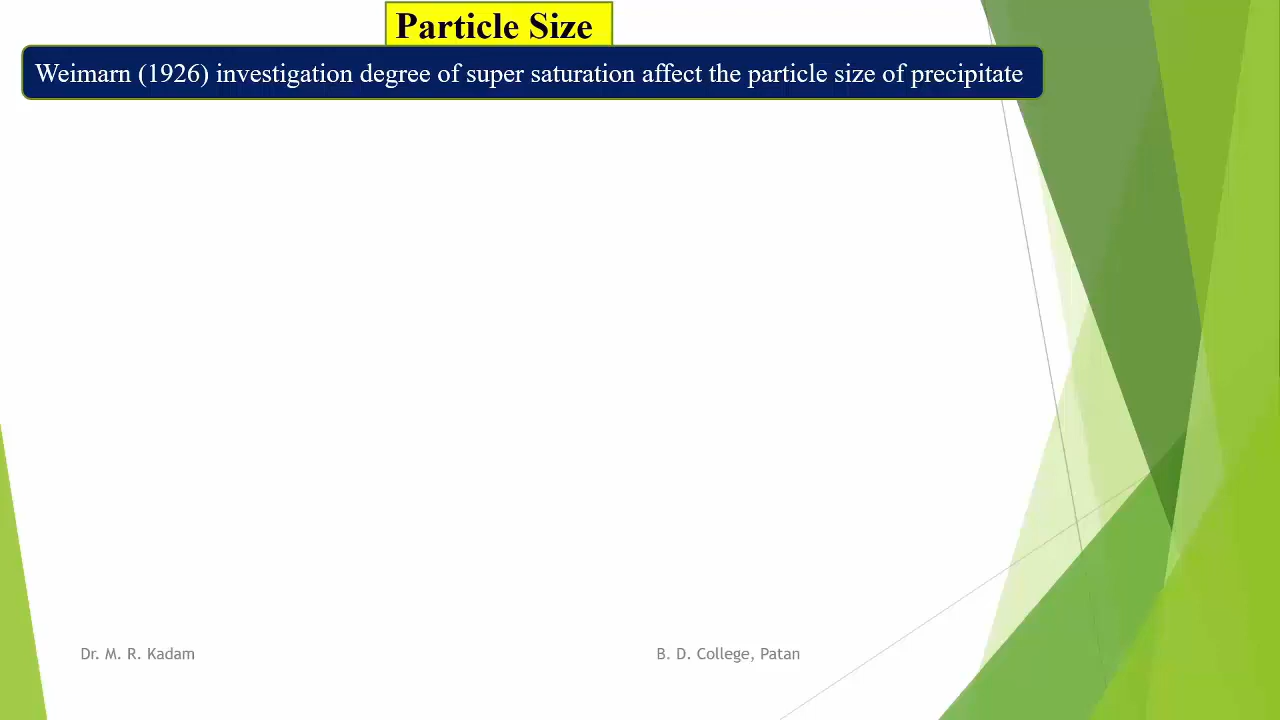 Particle Size
Weimarn (1926) investigation degree of super saturation affect the particle size of precipitate
Dr. M. R. Kadam
B. D. College, Patan